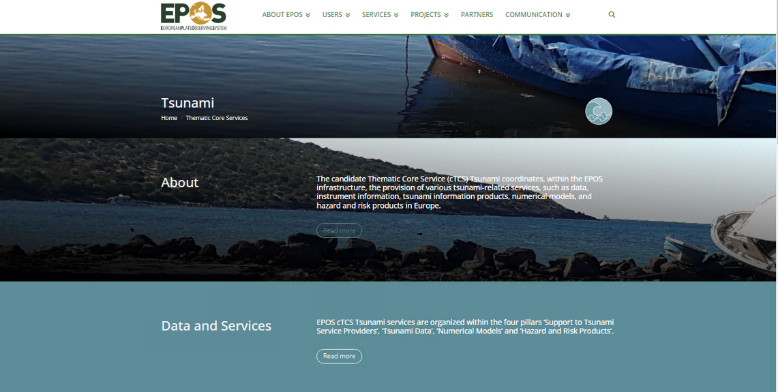 EPOS
EUROPEAN PLATE OBSERVING SYSTEM
ABOUT EPOS USERS SERVICES PROJECTS PARTNERS COMMUNICATION
Tsunami
Home Thematic Core Services
About
The candidate Thematic Core Service (cTCS) Tsunami coordinates, within the EPOS
infrastructure, the provision of various tsunami-related services, such as data,
instrument information, tsunami information products, numerical models, and
hazard and risk products in Europe.
Read more
Data and Services
EPOS cTCS Tsunami services are organized within the four pillars 'Support to Tsunami
Service Providers', 'Tsunami Data', 'Numerical Models' and 'Hazard and Risk Products'.
Read more